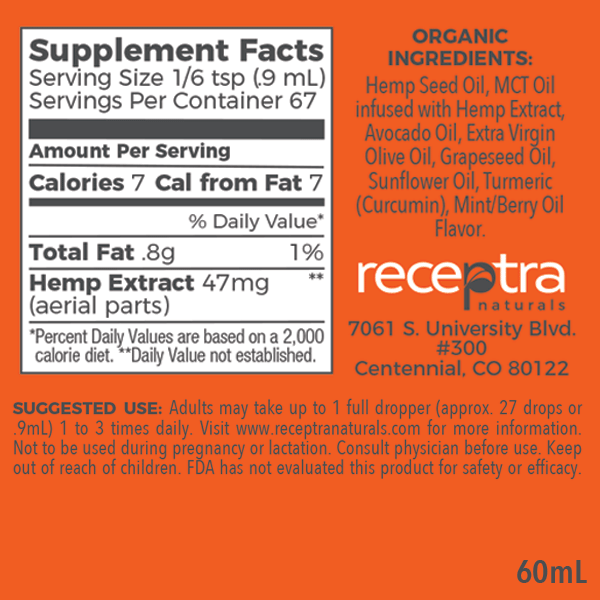 Supplement Facts
Serving Size 1/6 tsp (.9 mL)
Servings Per Container 67
Amount Per Serving
Calories 7 Cal from Fat 7
% Daily Value*
Total Fat .8g 1%
Hemp Extract 47mg **
(aerial parts)
*Percent Daily Values are based on a 2,000
calorie diet. **Daily Value not established.
ORGANIC
INGREDIENTS:
Hemp Seed Oil, MCT Oil
infused with Hemp Extract,
Avocado Oil, Extra Virgin
Olive Oil, Grapeseed Oil,
Sunflower Oil, Turmeric
(Curcumin), Mint/Berry Oil
Flavor.
receptra
naturals
7061 S. University Blvd.
#300
Centennial, CO 80122
SUGGESTED USE: Adults may take up to 1 full dropper (approx. 27 drops or
.9mL) 1 to 3 times daily. Visit www.receptranaturals.com for more information.
Not to be used during pregnancy or lactation. Consult physician before use. Keep
out of reach of children. FDA has not evaluated this product for safety or efficacy.
60mL